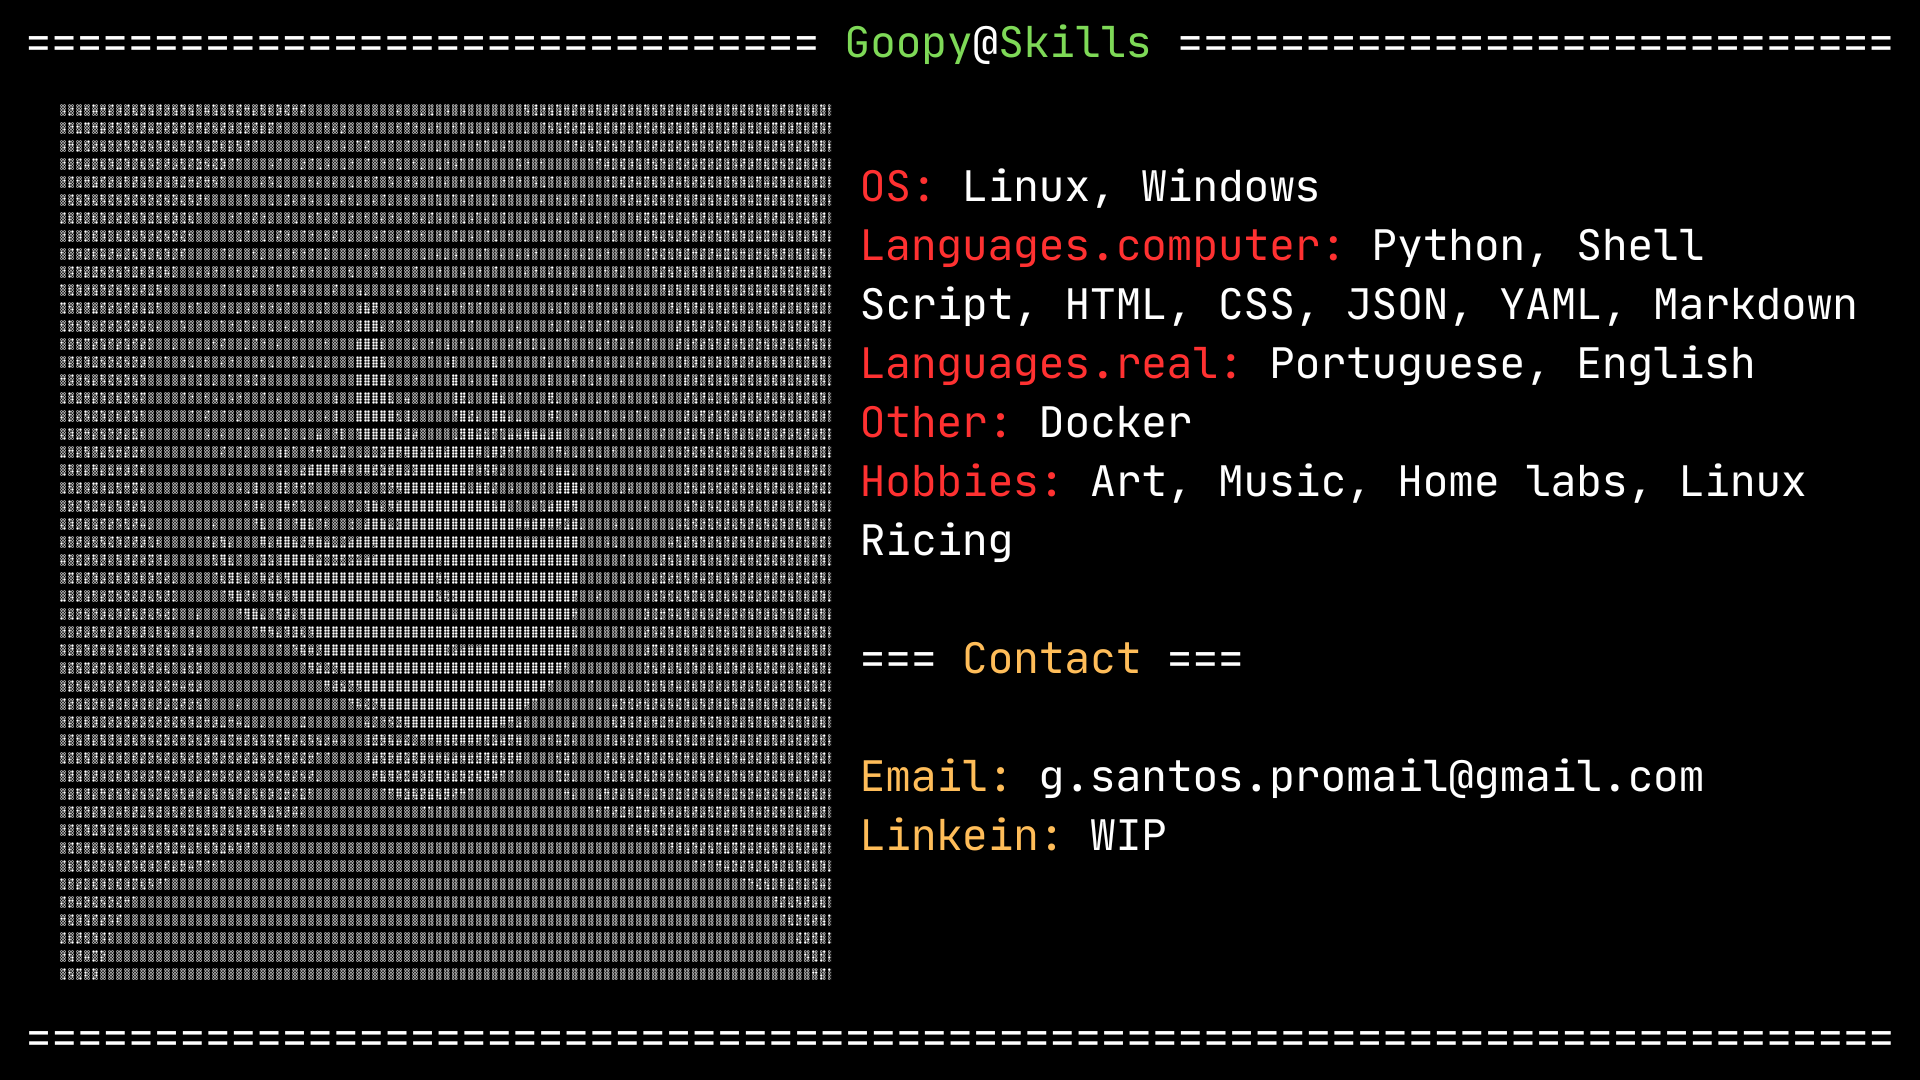 =============================== Goopy@Skills ============================
OS: Linux, Windows
Languages.computer: Python, Shell
Script, HTML, CSS, JSON, YAML, Markdown
Languages.real: Portuguese, English
Other: Docker
Hobbies: Art, Music, Home labs, Linux
Ricing
=== Contact ===
Email: g.santos.promail@gmail.com
Linkein: WIP
=========================================================================